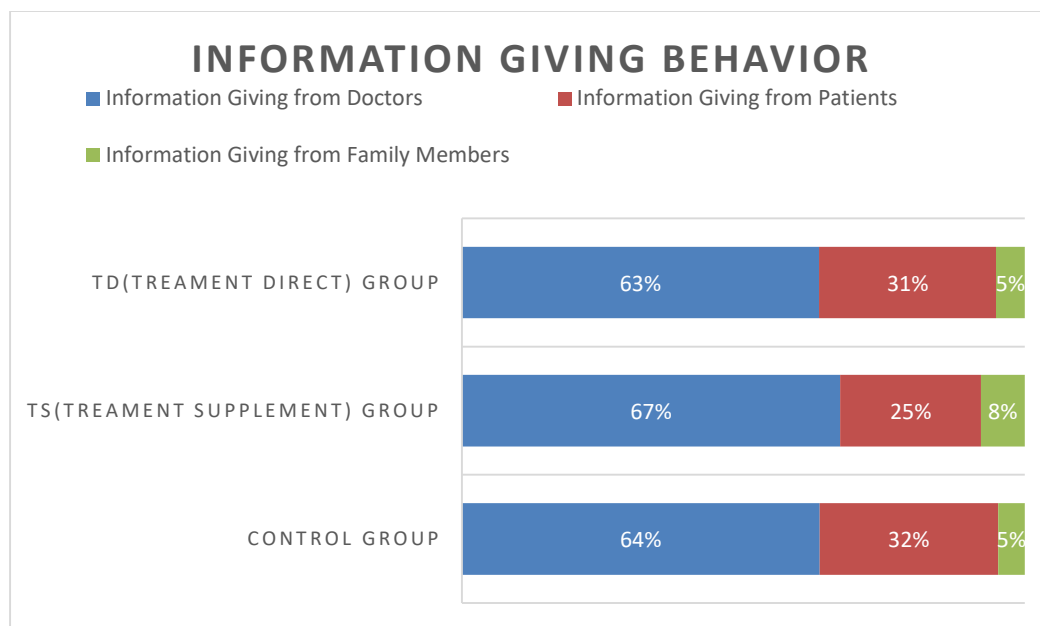 INFORMATION GIVING BEHAVIOR
Information Giving from Doctors
Information Giving from Patients
Information Giving from Family Members
TD(TREAMENT DIRECT) GROUP
63%
31%
5%
TS(TREAMENT SUPPLEMENT) GROUP
67%
25%
8%
CONTROL GROUP
64%
32%
5%